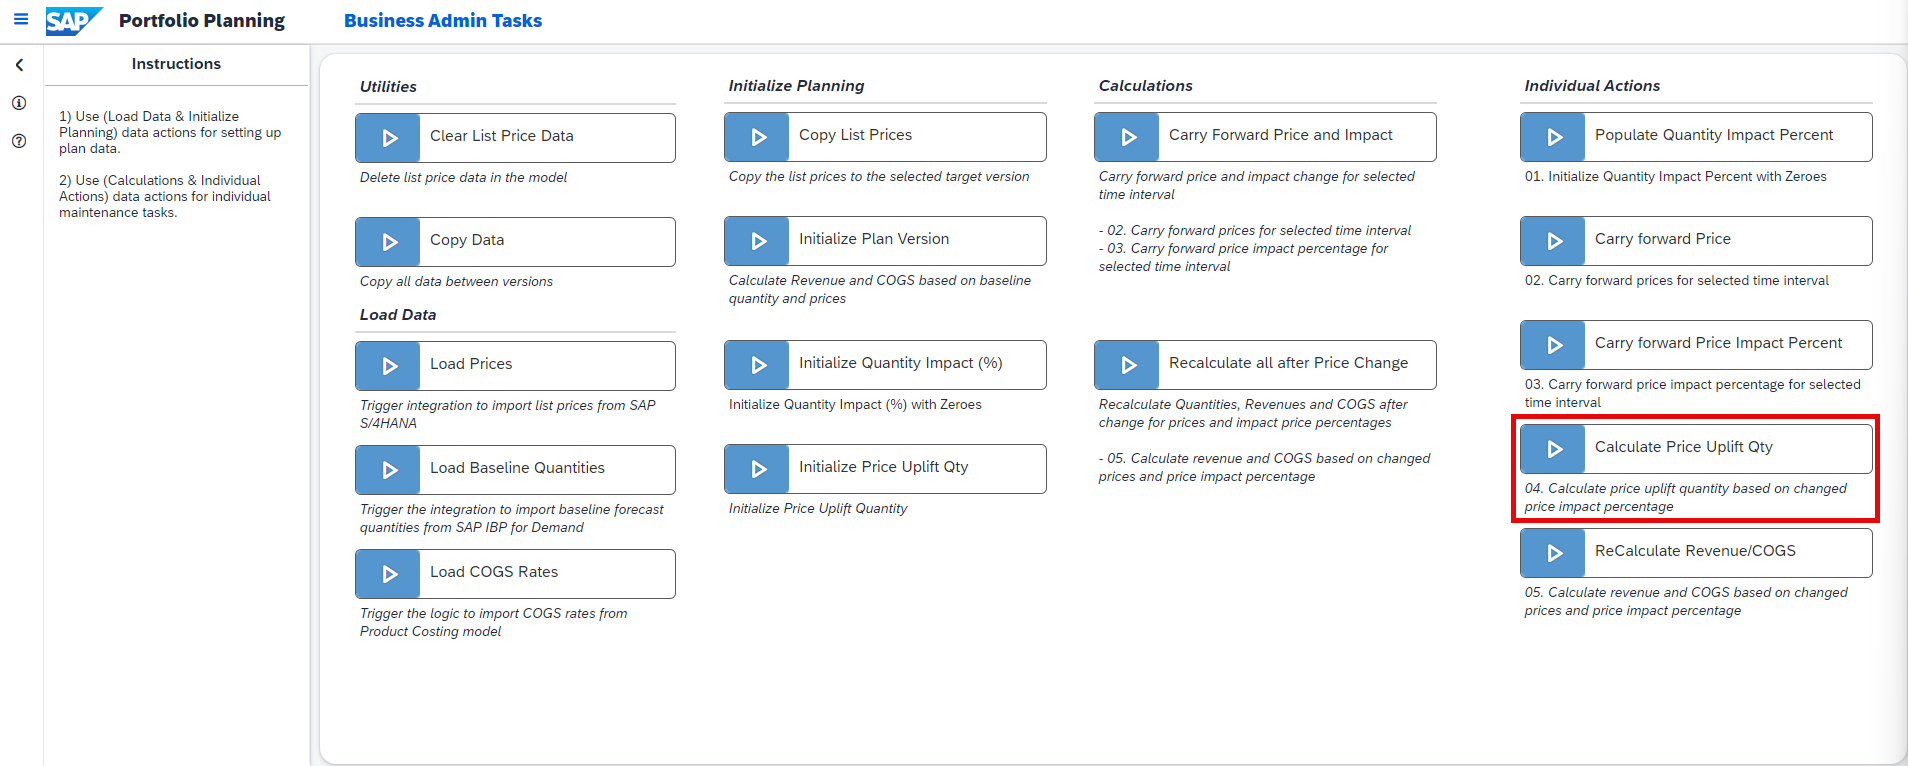 SAP Portfolio Planning Business Admin Tasks
Instructions
1) Use (Load Data & Initialize
Planning) data actions for setting up
plan data.
2) Use (Calculations & Individual
Actions) data actions for individual
maintenance tasks.
Utilities
Clear List Price Data
Delete list price data in the model
Copy Data
Copy all data between versions
Load Data
Load Prices
Trigger integration to import list prices from SAP
S/4HANA
Load Baseline Quantities
Trigger the integration to import baseline forecast
quantities from SAP IBP for Demand
Load COGS Rates
Trigger the logic to import COGS rates from
Product Costing model
Initialize Planning
Copy List Prices
Copy the list prices to the selected target version
Initialize Plan Version
Calculate Revenue and COGS based on baseline
quantity and prices
Initialize Quantity Impact (%)
Initialize Quantity Impact (%) with Zeroes
Initialize Price Uplift Qty
Initialize Price Uplift Quantity
Calculations
Carry Forward Price and Impact
Carry forward price and impact change for selected
time interval
- 02. Carry forward prices for selected time interval
- 03. Carry forward price impact percentage for
selected time interval
Recalculate all after Price Change
Recalculate Quantities, Revenues and COGS after
change for prices and impact price percentages
- 05. Calculate revenue and COGS based on changed
prices and price impact percentage
Individual Actions
Populate Quantity Impact Percent
01. Initialize Quantity Impact Percent with Zeroes
Carry forward Price
02. Carry forward prices for selected time interval
Carry forward Price Impact Percent
03. Carry forward price impact percentage for selected
time interval
Calculate Price Uplift Qty
04. Calculate price uplift quantity based on changed
price impact percentage
ReCalculate Revenue/COGS
05. Calculate revenue and COGS based on changed
prices and price impact percentage